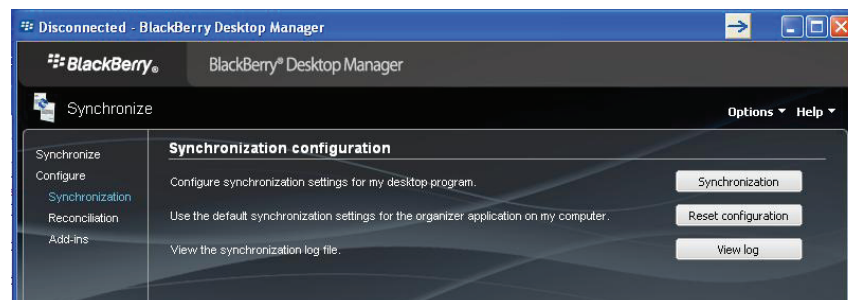 Disconnected - BlackBerry Desktop Manager
BlackBerry® BlackBerry® Desktop Manager
Synchronize Options Help
Synchronize
Synchronization configuration
Configure
Configure synchronization settings for my desktop program. Synchronization
Synchronization
Reconciliation
Use the default synchronization settings for the organizer application on my computer. Reset configuration
Add-ins
View the synchronization log file. View log